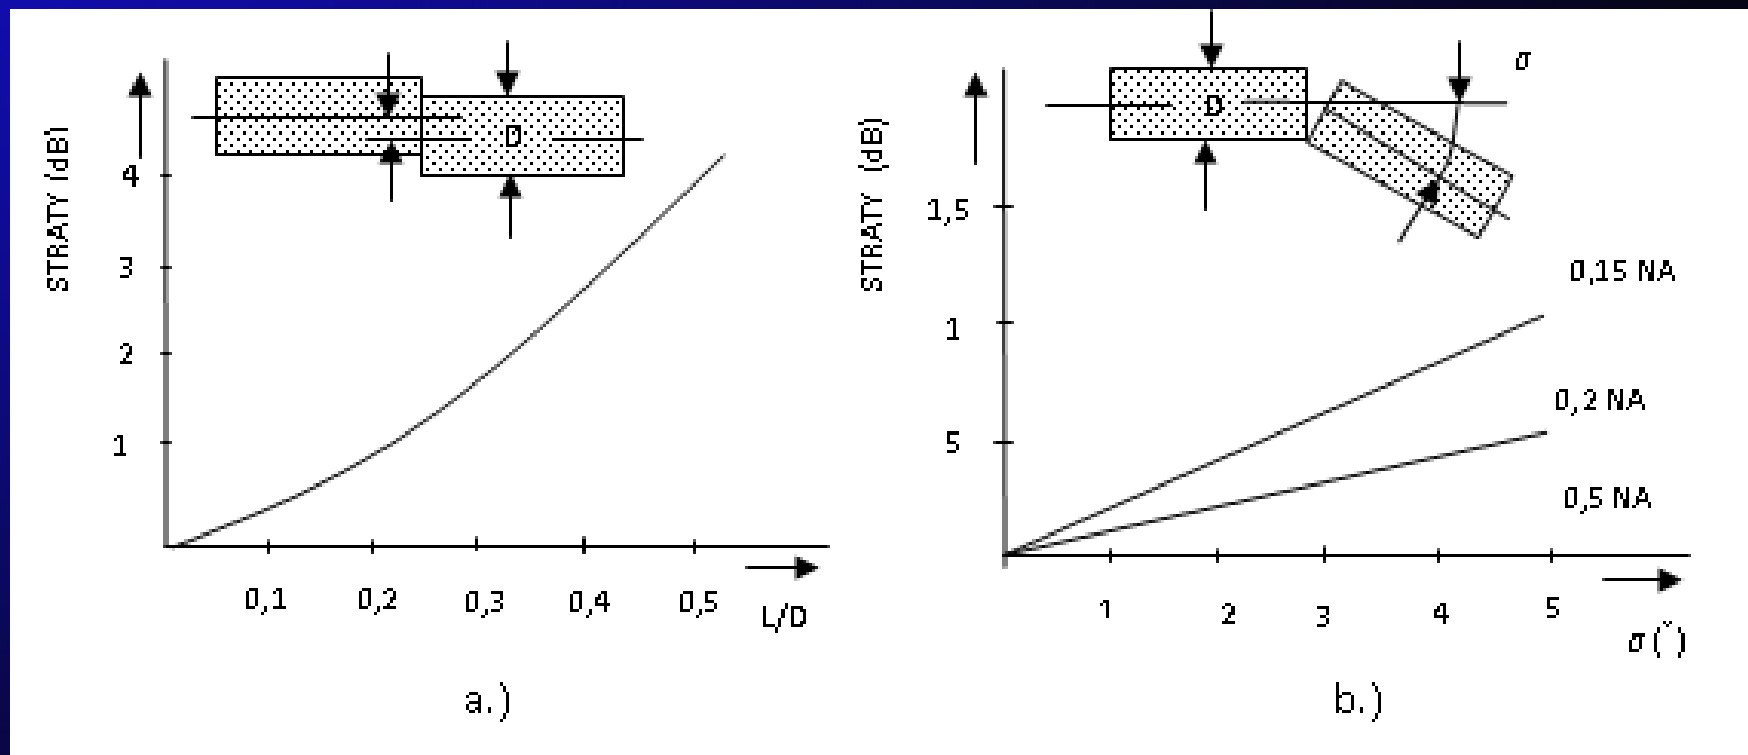 STRATY (dB)
4
3
2
1
D
0,1 0,2 0,3 0,4 0,5
L/D
a.)
STRATY (dB)
1,5
1
5
D
σ
0,15 NA
0,2 NA
0,5 NA
1 2 3 4 5
σ (ˇ)
b.)